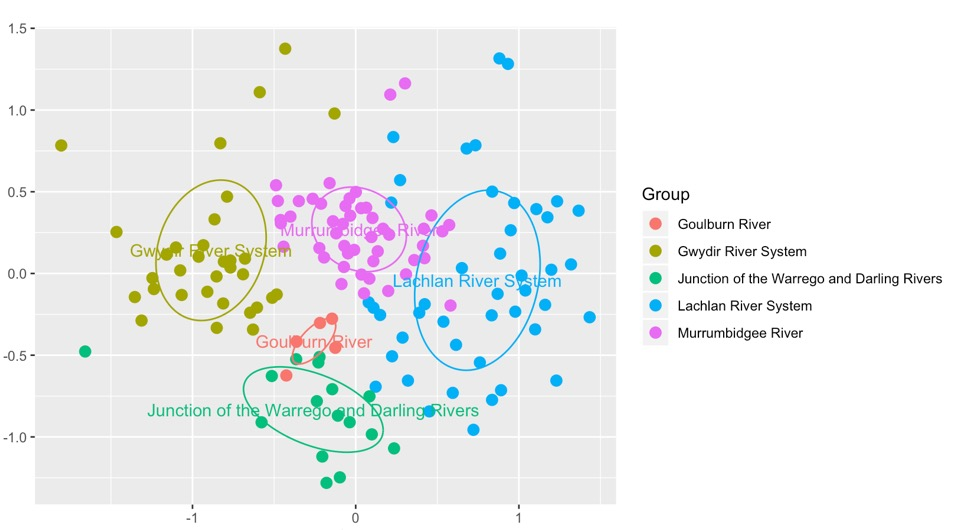 1.5
1.0
0.5
0.0
-0.5
-1.0
-1
0
1
Murrumbidgee River
Gwydir River System
Lachlan River System
Goulburn River
Junction of the Warrego and Darling Rivers
Group
Goulburn River
Gwydir River System
Junction of the Warrego and Darling Rivers
Lachlan River System
Murrumbidgee River